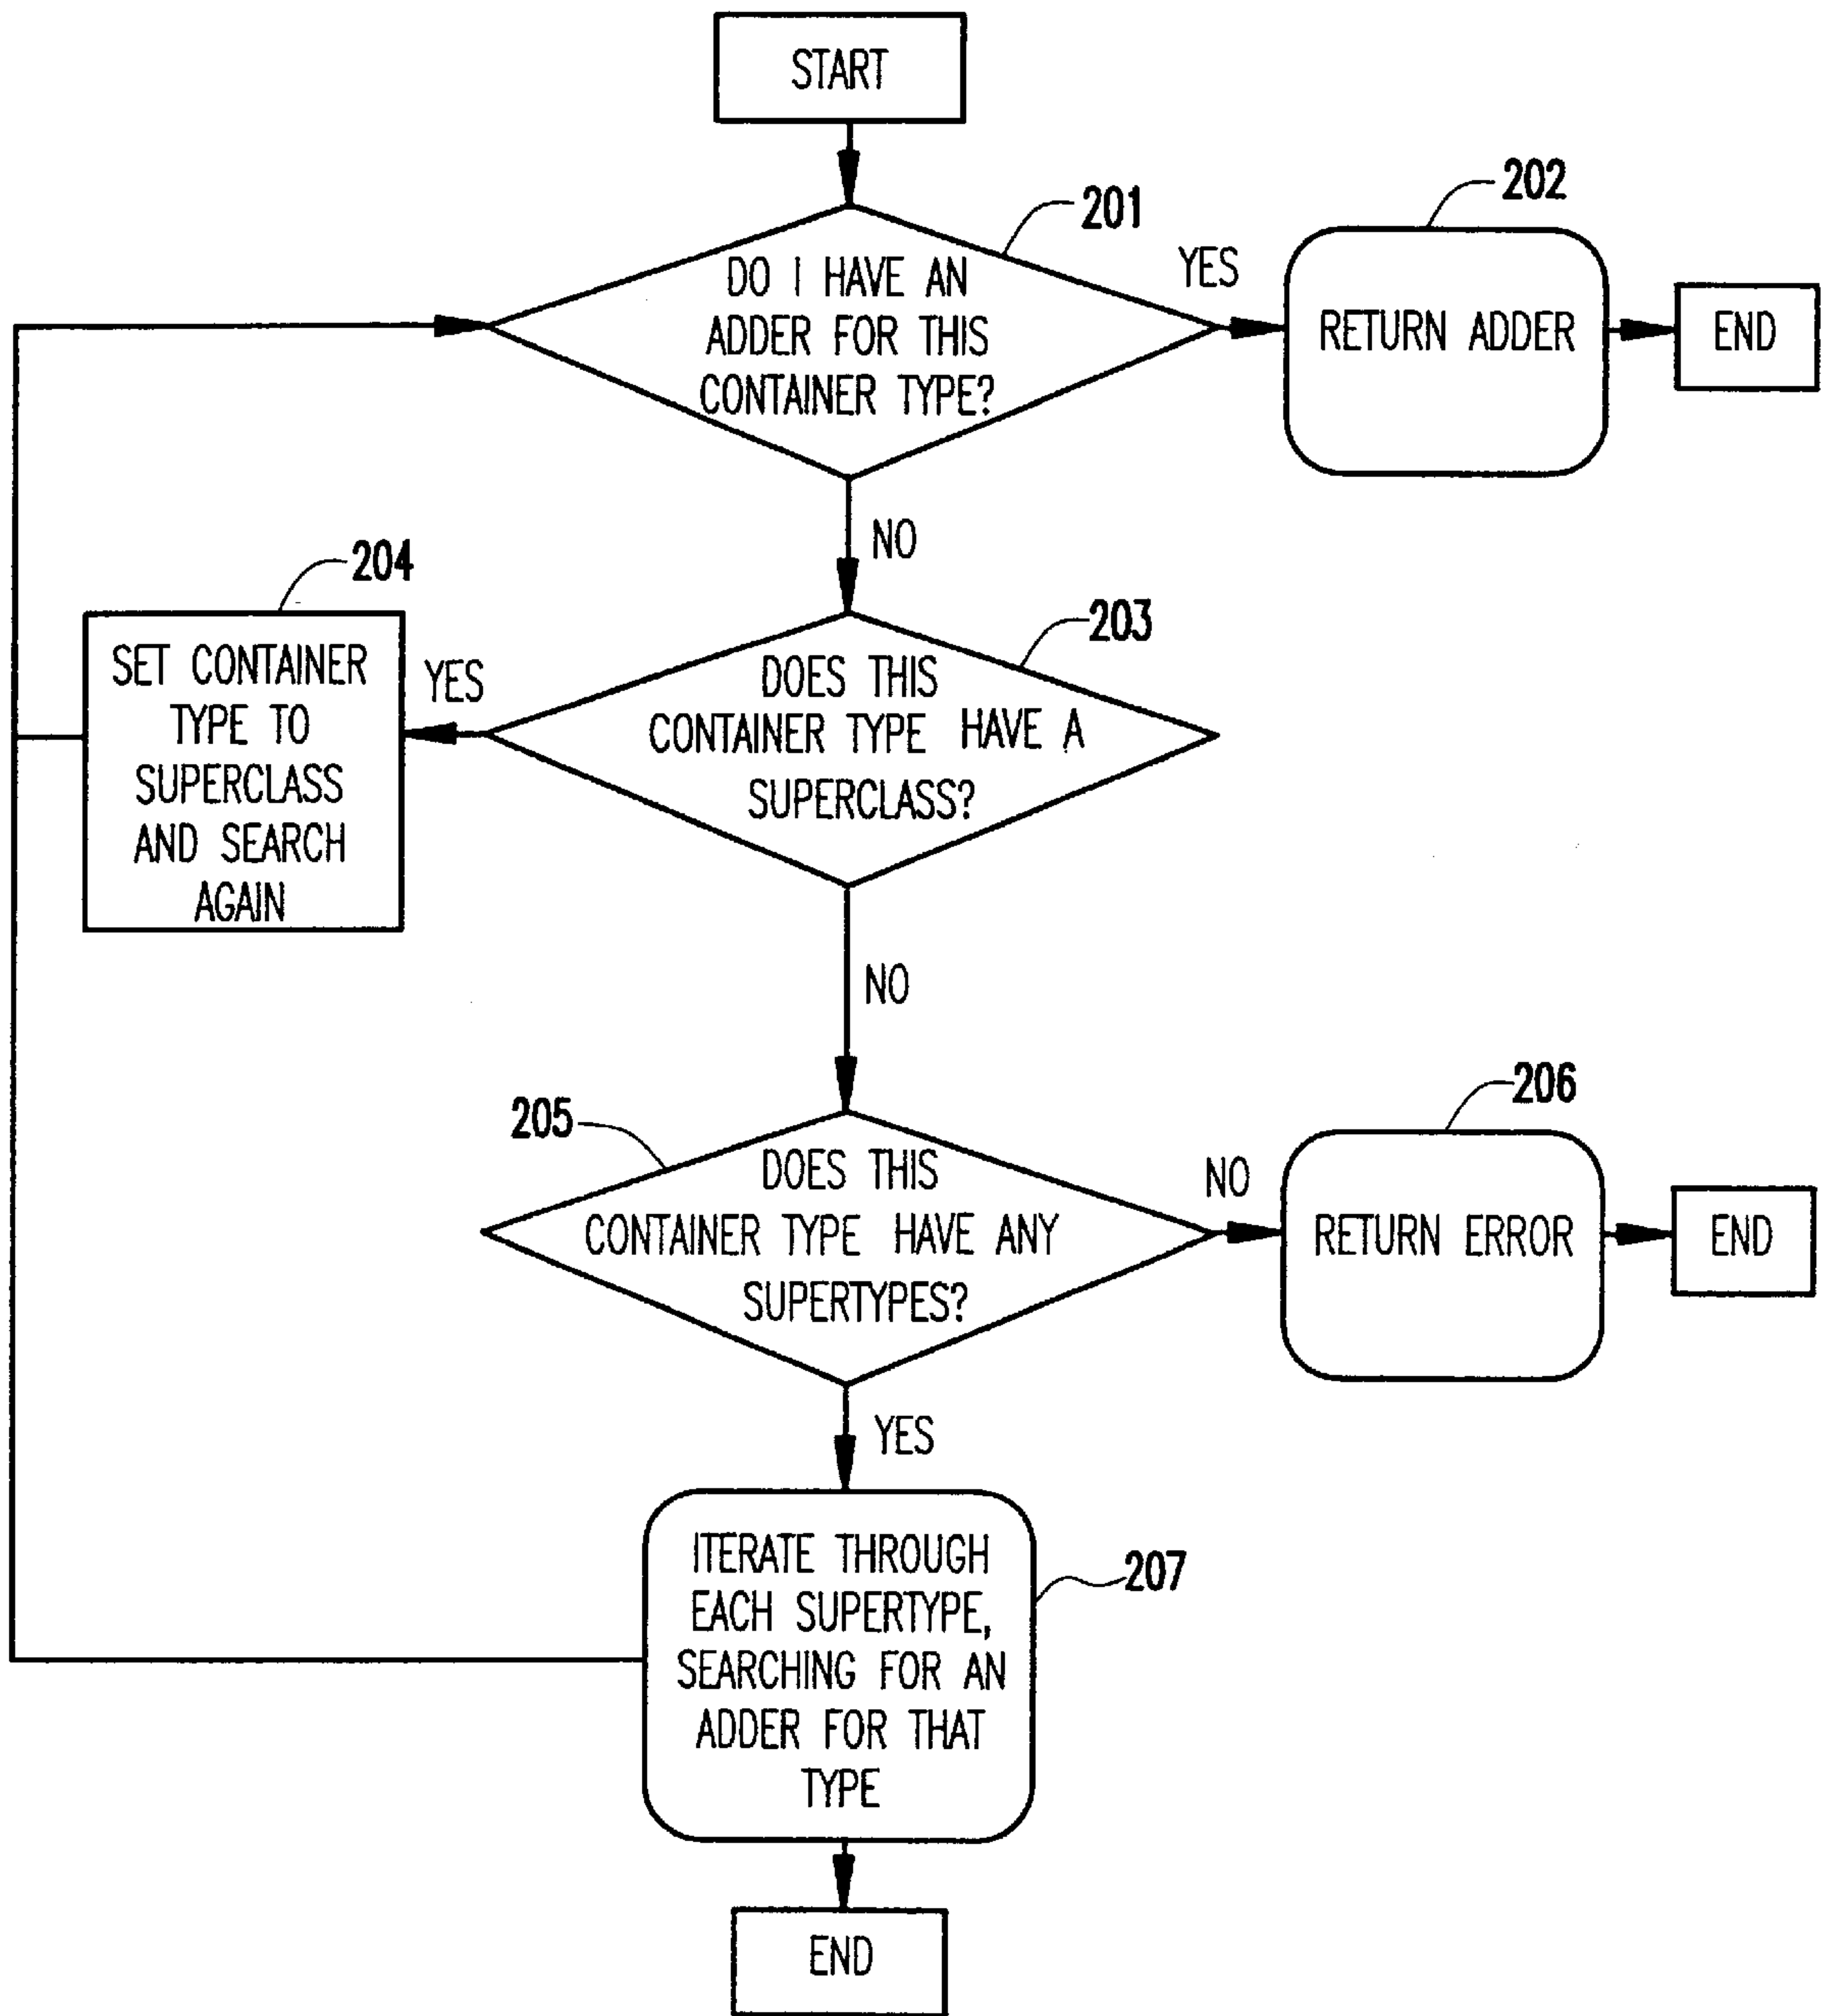 START
201
DO I HAVE AN
ADDER FOR THIS
CONTAINER TYPE?
YES
202
RETURN ADDER
END
NO
204
SET CONTAINER
TYPE TO
SUPERCLASS
AND SEARCH
AGAIN
YES
203
DOES THIS
CONTAINER TYPE HAVE A
SUPERCLASS?
NO
205
DOES THIS
CONTAINER TYPE HAVE ANY
SUPERTYPES?
NO
206
RETURN ERROR
END
YES
ITERATE THROUGH
EACH SUPERTYPE,
SEARCHING FOR AN
ADDER FOR THAT
TYPE
207
END